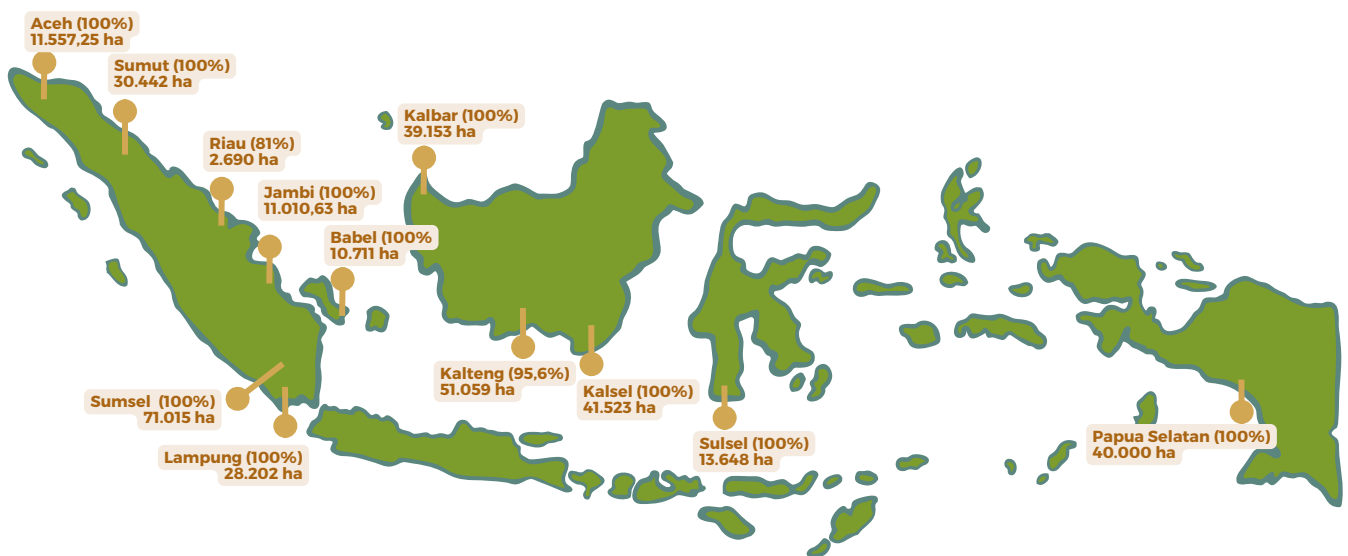 Aceh (100%)
11.557,25 ha
Sumut (100%)
30.442 ha
Riau (81%)
2.690 ha
Jambi (100%)
11.010,63 ha
Babel (100%
10.711 ha
Kalbar (100%)
39.153 ha
Kalteng (95,6%)
51.059 ha
Kalsel (100%)
41.523 ha
Sumsel (100%)
71.015 ha
Lampung (100%)
28.202 ha
Sulsel (100%)
13.648 ha
Papua Selatan (100%)
40.000 ha